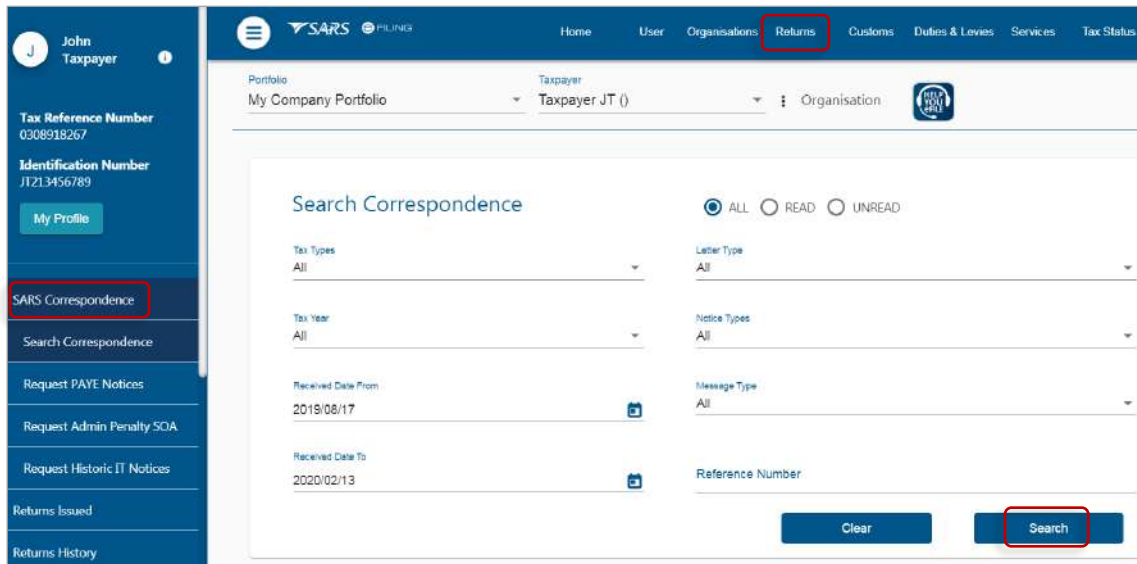 J
John
Taxpayer
Tax Reference Number
0308918267
Identification Number
JT213456789
My Profile
SARS Correspondence
Search Correspondence
Request PAYE Notices
Request Admin Penalty SOA
Request Historic IT Notices
Returns Issued
Returns History
SARS eFILING
Home User Organisations Returns Customs Duties & Levies Services Tax Status
Portfolio Taxpayer
My Company Portfolio Taxpayer JT () Organisation
HELP YOU eFILE
Search Correspondence ALL READ UNREAD
Tax Types Letter Type
All All
Tax Year Notice Types
All All
Received Date From Message Type
2019/08/17 All
Received Date To
2020/02/13 Reference Number
Clear Search